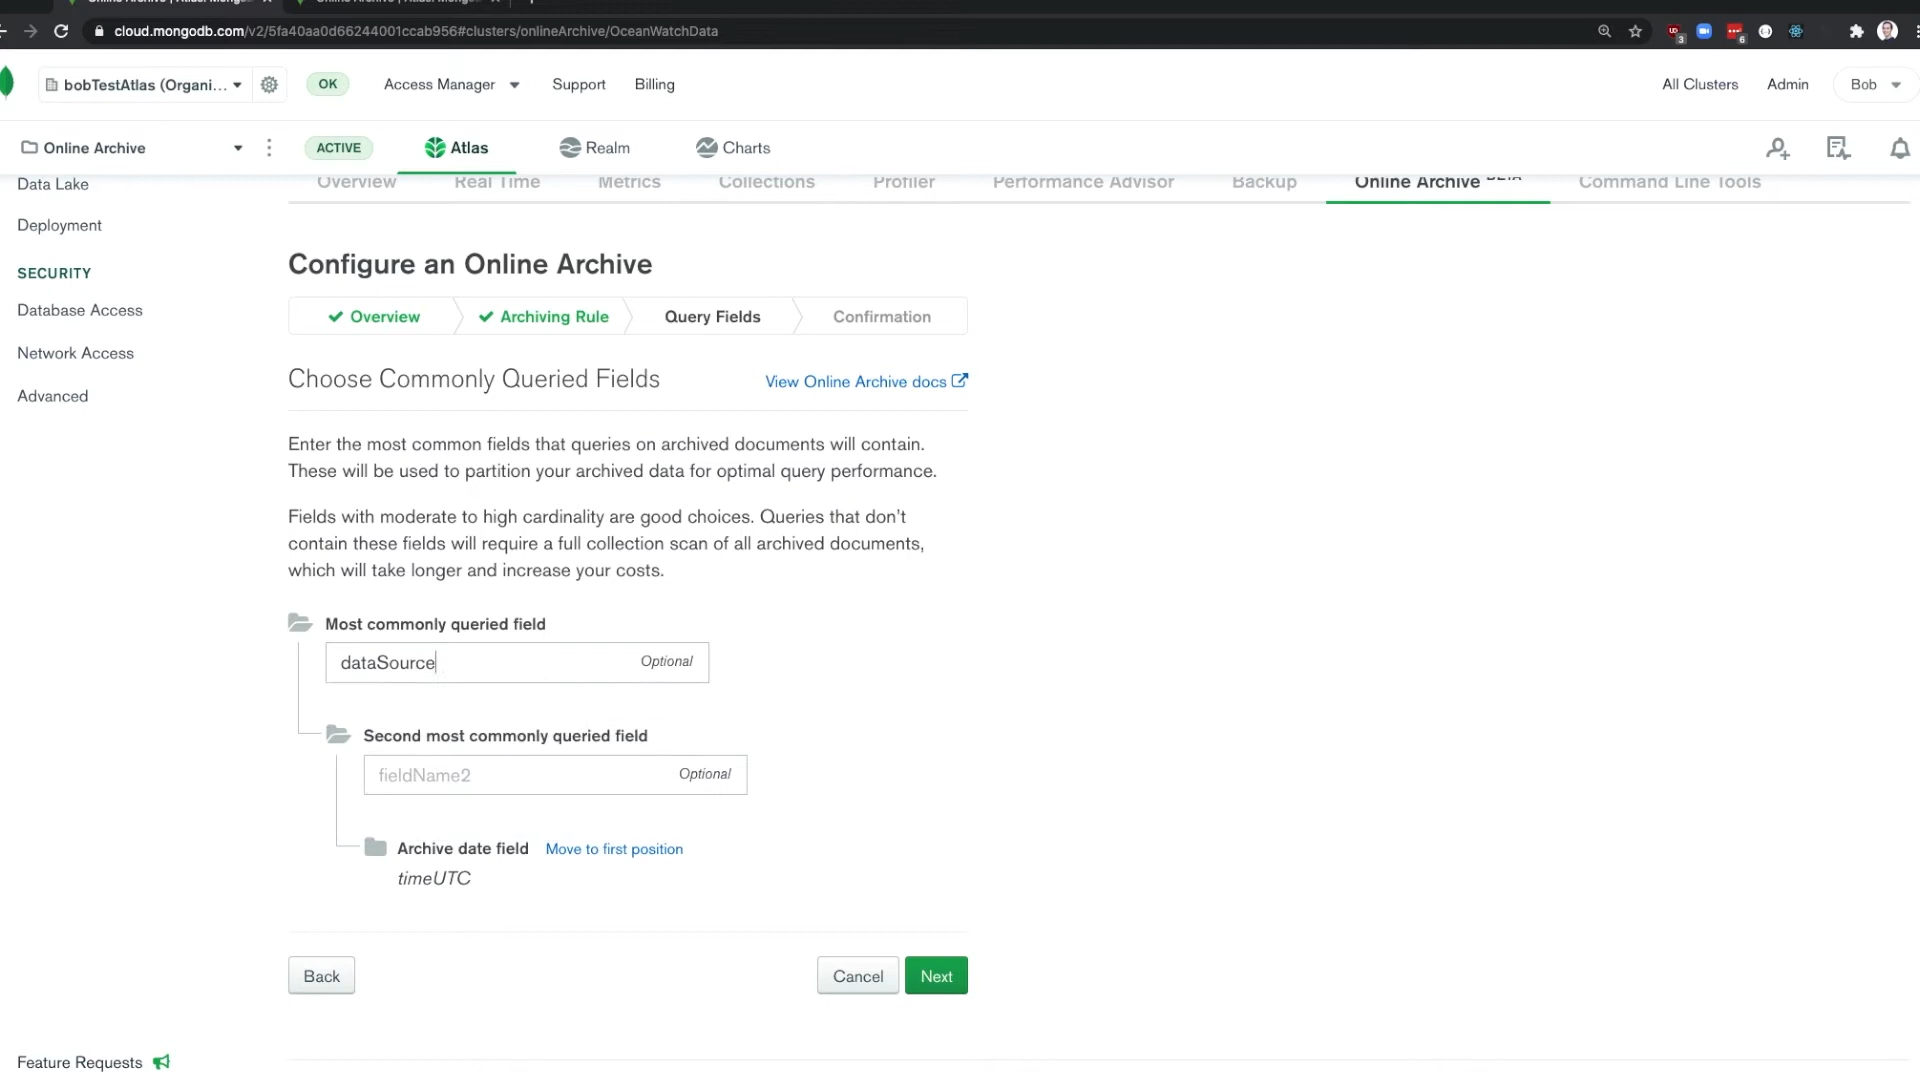 cloud.mongodb.com/v2/5fa40aa0d66244001ccab956#clusters/onlineArchive/OceanWatchData
3
6
bobTestAtlas (Organi...
OK
Access Manager
Support
Billing
All Clusters
Admin
Bob
Online Archive
ACTIVE
Atlas
Realm
Charts
Data Lake
Overview
Real Time
Metrics
Collections
Profiler
Performance Advisor
Backup
Online Archive BETA
Command Line Tools
Deployment
SECURITY
Database Access
Network Access
Advanced
Configure an Online Archive
Overview
Archiving Rule
Query Fields
Confirmation
Choose Commonly Queried Fields
View Online Archive docs
Enter the most common fields that queries on archived documents will contain.
These will be used to partition your archived data for optimal query performance.
Fields with moderate to high cardinality are good choices. Queries that don't
contain these fields will require a full collection scan of all archived documents,
which will take longer and increase your costs.
Most commonly queried field
dataSource
Optional
Second most commonly queried field
fieldName2
Optional
Archive date field
Move to first position
timeUTC
Back
Cancel
Next
Feature Requests